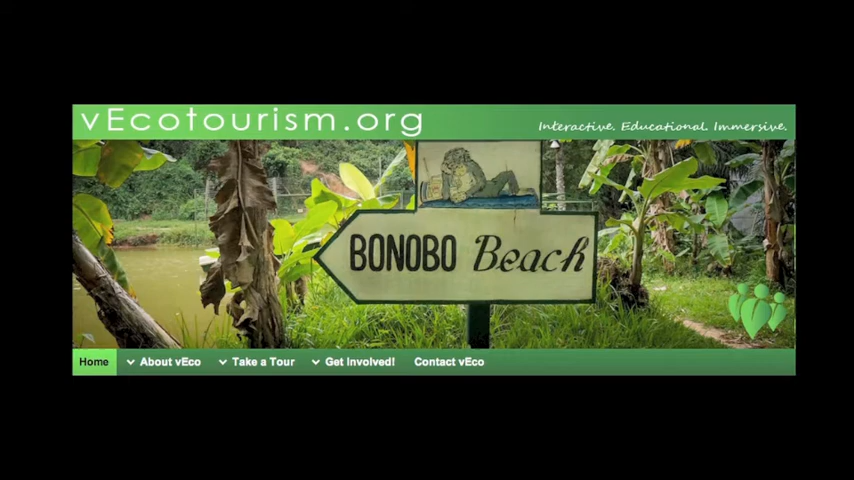 vEcotourism.org
Interactive. Educational. Immersive.
BONOBO Beach
Home About vEco Take a Tour Get Involved! Contact vEco